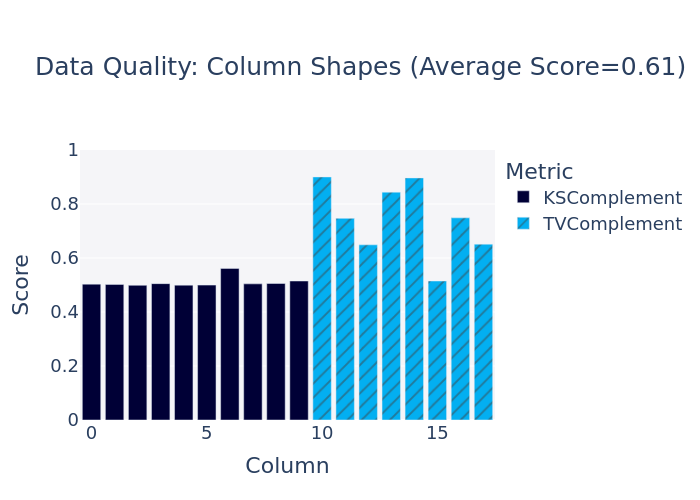 Data Quality: Column Shapes (Average Score=0.61)
Metric
KSComplement
TVComplement
Score
1
0.8
0.6
0.4
0.2
0
0 5 10 15
Column